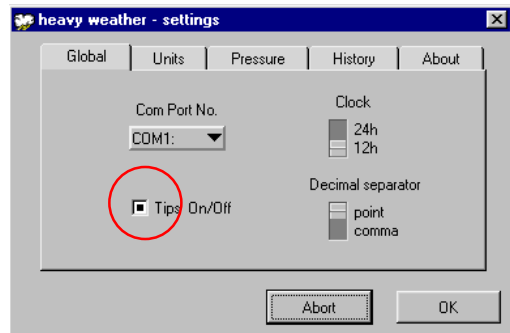 heavy weather - settings
Global Units Pressure History About
Com Port No.
COM1:
Clock
24h
12h
Tips On/Off
Decimal separator
point
comma
Abort OK